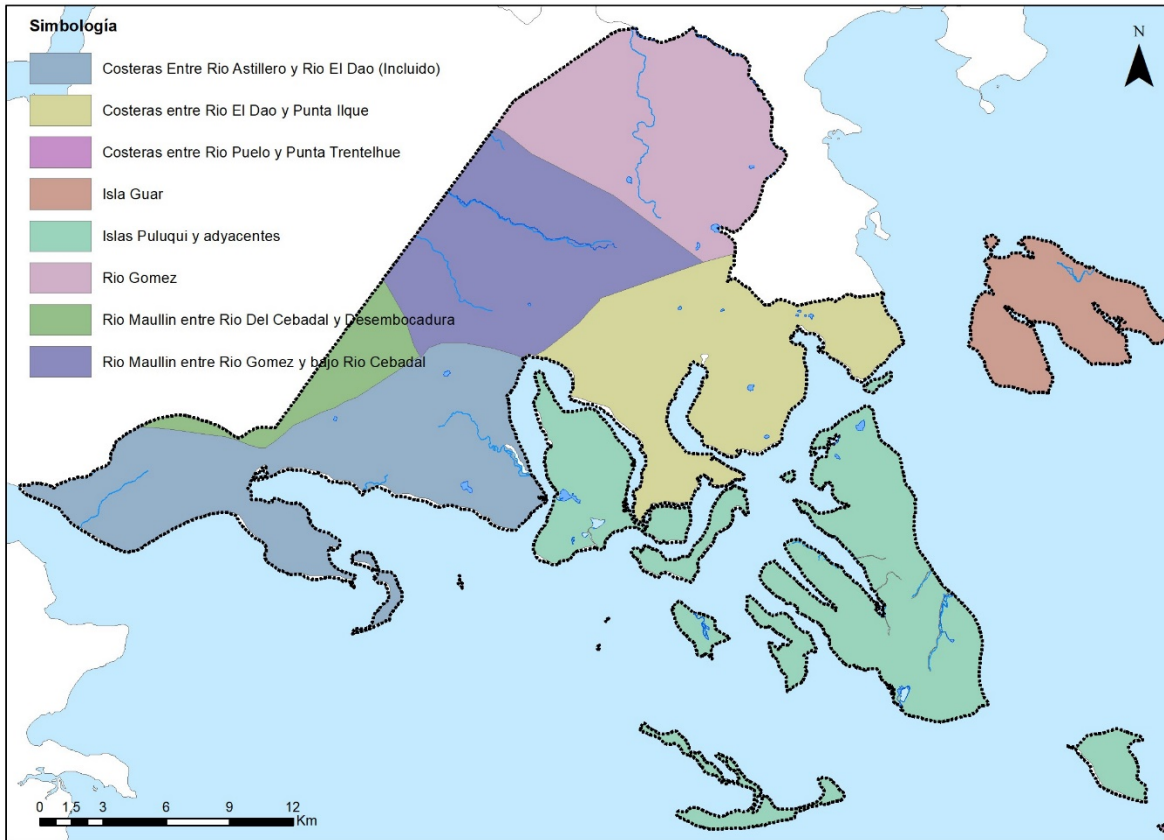 Simbología
Costeras Entre Rio Astillero y Rio El Dao (Incluido)
Costeras entre Rio El Dao y Punta Ilque
Costeras entre Rio Puelo y Punta Trentelhue
Isla Guar
Islas Puluqui y adyacentes
Rio Gomez
Rio Maullin entre Rio Del Cebadal y Desembocadura
Rio Maullin entre Rio Gomez y bajo Rio Cebadal
N
0 1,5 3 6 9 12
Km